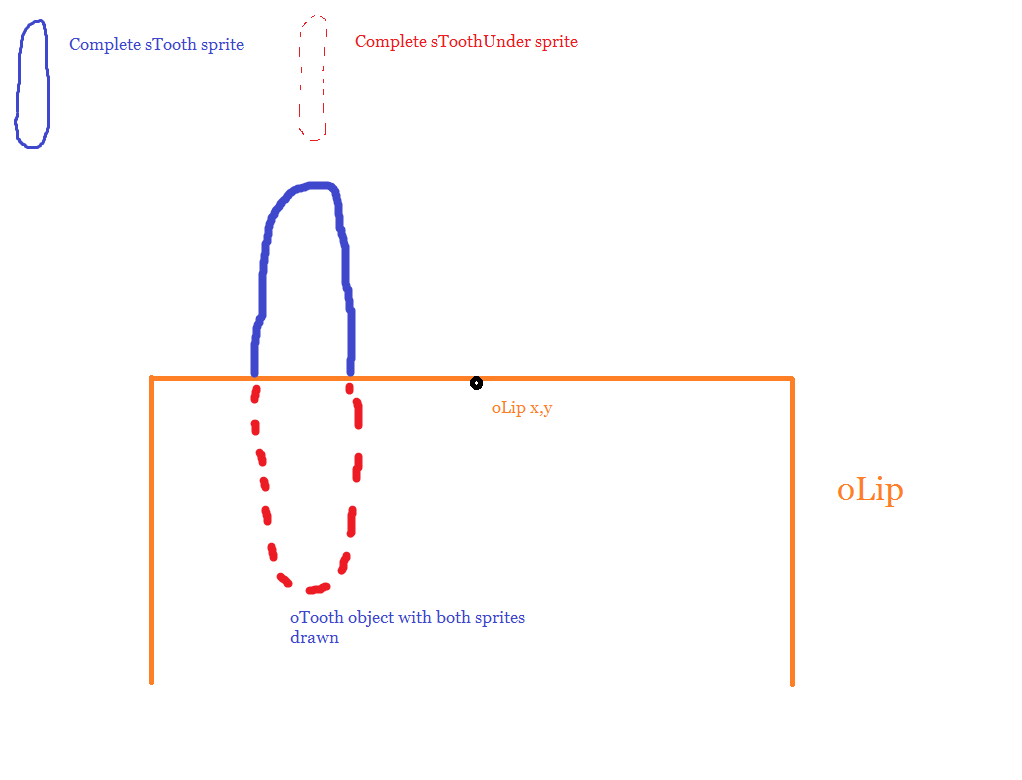 Complete sTooth sprite
Complete sToothUnder sprite
oLip x,y
oLip
oTooth object with both sprites
drawn